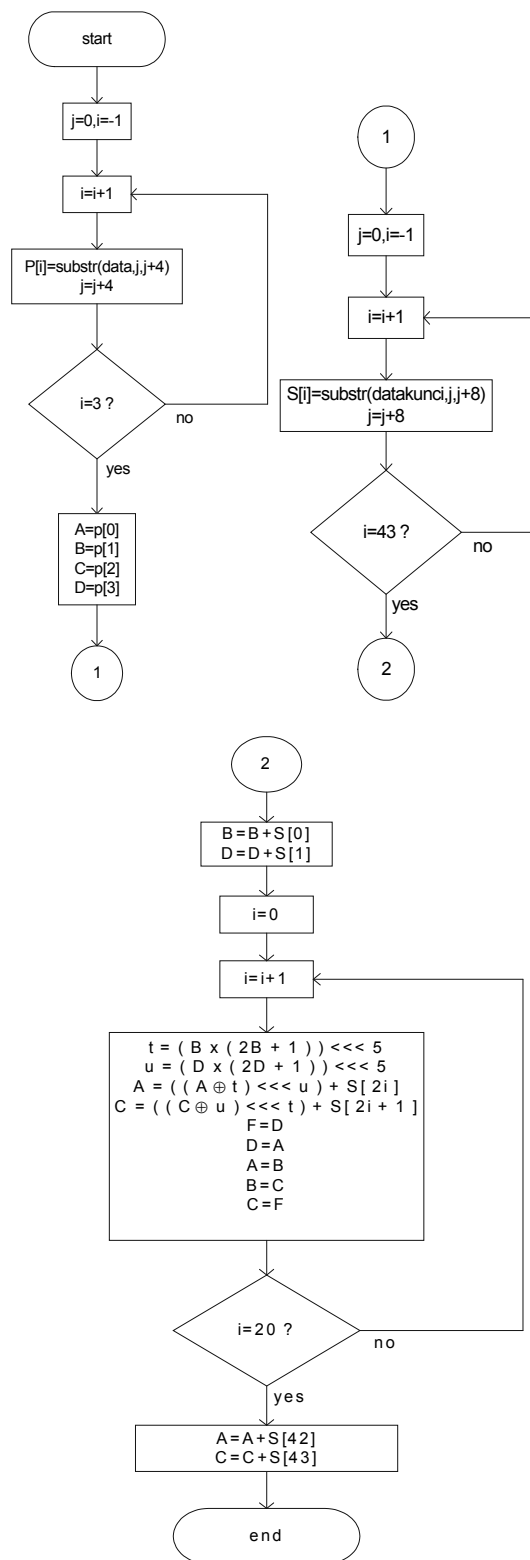 start
j=0,i=-1
i=i+1
P[i]=substr(data,j,j+4)
j=j+4
i=3 ?
no
yes
A=p[0]
B=p[1]
C=p[2]
D=p[3]
1
1
j=0,i=-1
i=i+1
S[i]=substr(datakunci,j,j+8)
j=j+8
i=43 ?
no
yes
2
2
B=B+S[0]
D=D+S[1]
i=0
i=i+1
t = ( B x ( 2B + 1 ) ) <<< 5
u = ( D x ( 2D + 1 ) ) <<< 5
A = ( ( A ⊕ t ) <<< u ) + S[ 2i ]
C = ( ( C ⊕ u ) <<< t ) + S[ 2i + 1 ]
F=D
D=A
A=B
B=C
C=F
i=20 ?
no
yes
A=A+S[42]
C=C+S[43]
end